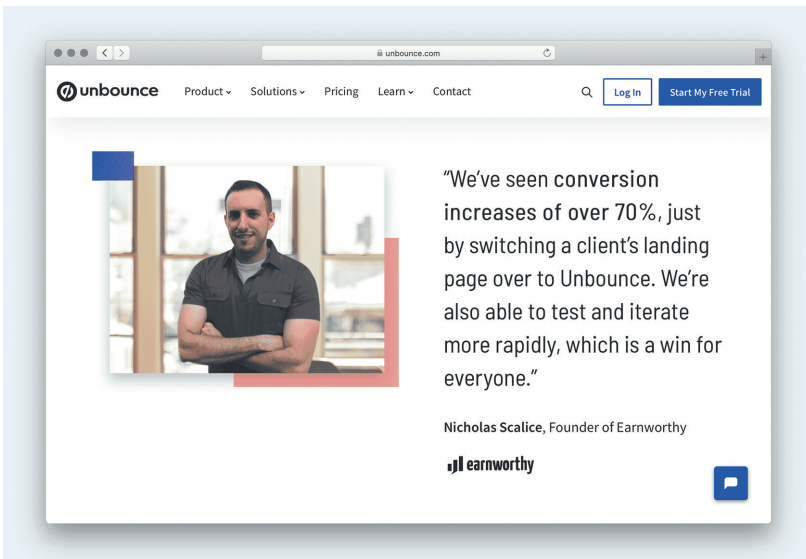 unbounce.com
unbounce
Product
Solutions
Pricing
Learn
Contact
Log In
Start My Free Trial
“We’ve seen conversion
increases of over 70%, just
by switching a client’s landing
page over to Unbounce. We’re
also able to test and iterate
more rapidly, which is a win for
everyone.”
Nicholas Scalice, Founder of Earnworthy
earnworthy